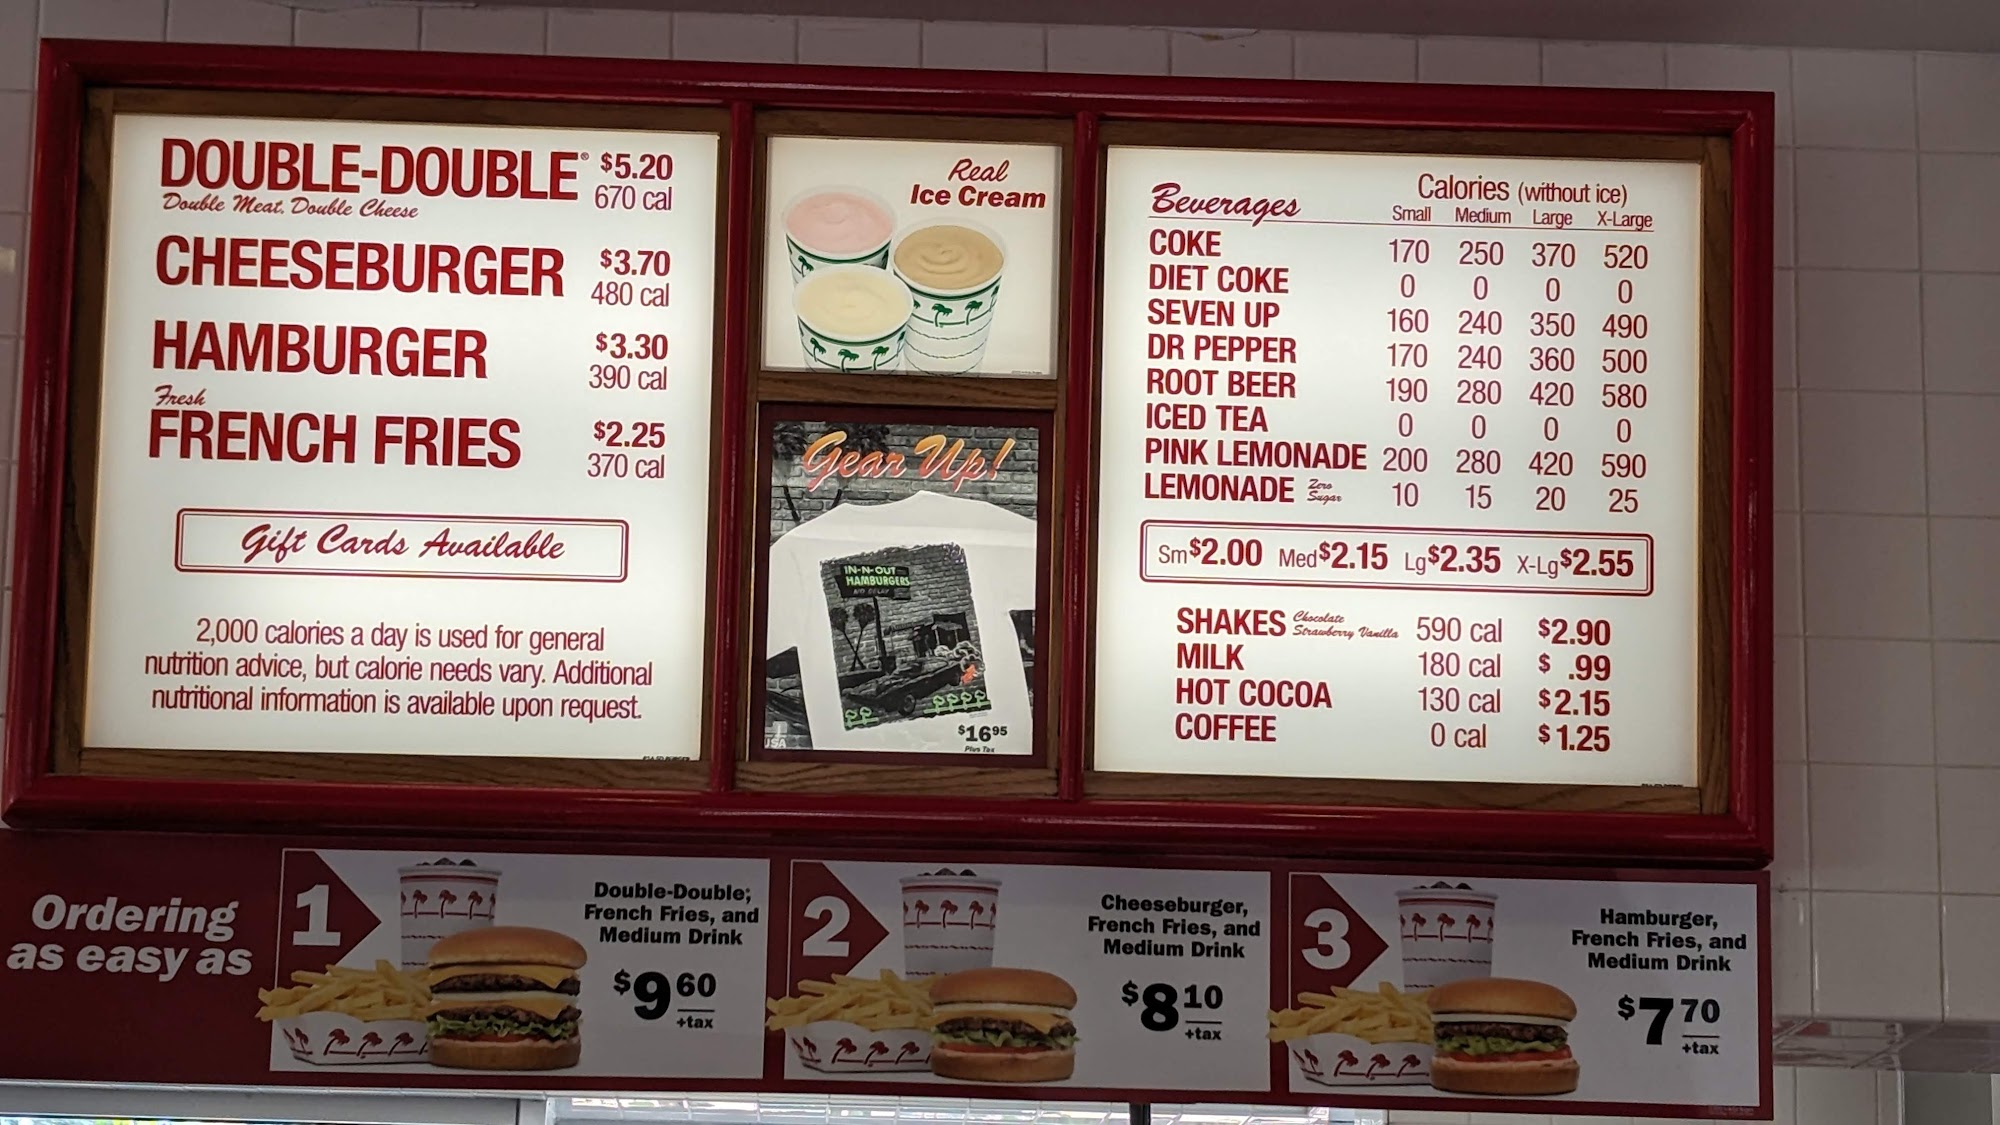 DOUBLE-DOUBLE® $5.20
Double Meat, Double Cheese 670 cal
CHEESEBURGER $3.70
480 cal
HAMBURGER $3.30
390 cal
Fresh
FRENCH FRIES $2.25
370 cal
Gift Cards Available
2,000 calories a day is used for general
nutrition advice, but calorie needs vary. Additional
nutritional information is available upon request.
Real
Ice Cream
Gear Up!
IN-N-OUT
HAMBURGERS
NO DELAY
USA
$16.95
Plus Tax
Beverages Calories (without ice)
Small Medium Large X-Large
COKE 170 250 370 520
DIET COKE 0 0 0 0
SEVEN UP 160 240 350 490
DR PEPPER 170 240 360 500
ROOT BEER 190 280 420 580
ICED TEA 0 0 0 0
PINK LEMONADE 200 280 420 590
LEMONADE Zero Sugar 10 15 20 25
Sm $2.00 Med $2.15 Lg $2.35 X-Lg $2.55
SHAKES Chocolate Strawberry Vanilla 590 cal $2.90
MILK 180 cal $ .99
HOT COCOA 130 cal $2.15
COFFEE 0 cal $1.25
Ordering
as easy as
1
Double-Double,
French Fries, and
Medium Drink
$9.60
+tax
2
Cheeseburger,
French Fries, and
Medium Drink
$8.10
+tax
3
Hamburger,
French Fries, and
Medium Drink
$7.70
+tax